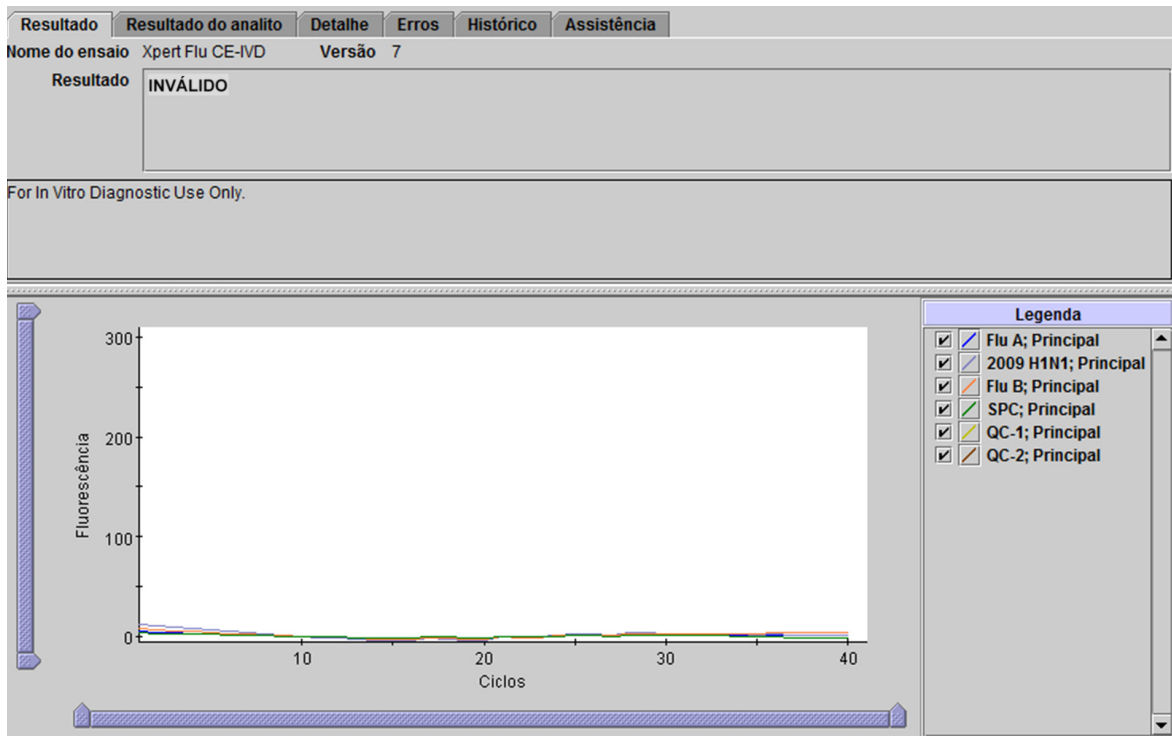 Resultado Resultado do analito Detalhe Erros Histórico Assistência
Nome do ensaio Xpert Flu CE-IVD Versão 7
Resultado INVÁLIDO
For In Vitro Diagnostic Use Only.
Legenda
Flu A; Principal
2009 H1N1; Principal
Flu B; Principal
SPC; Principal
QC-1; Principal
QC-2; Principal
Fluorescência
300
200
100
0
10 20 30 40
Ciclos